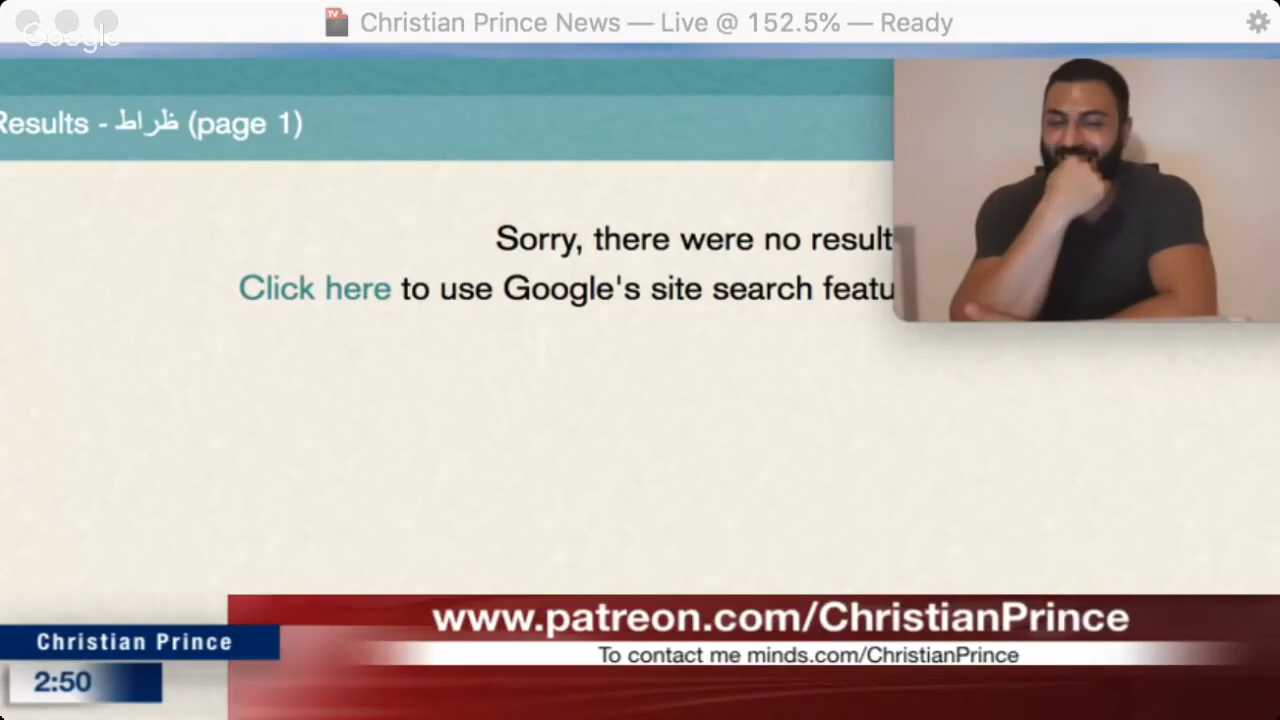 Christian Prince News — Live @ 152.5% — Ready
Google
Results - ظراط (page 1)
Sorry, there were no result
Click here to use Google's site search featu
www.patreon.com/ChristianPrince
Christian Prince
To contact me minds.com/ChristianPrince
2:50